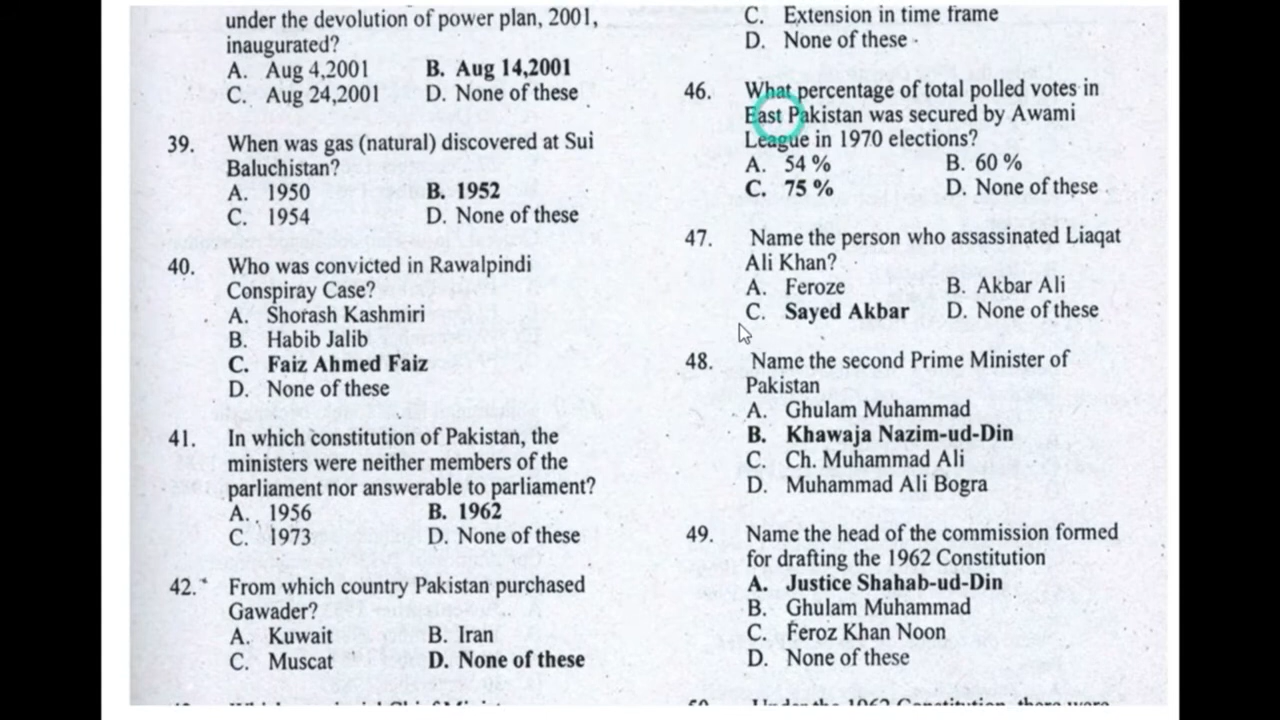 under the devolution of power plan, 2001,
inaugurated?
A. Aug 4,2001 B. Aug 14,2001
C. Aug 24,2001 D. None of these
39. When was gas (natural) discovered at Sui
Baluchistan?
A. 1950 B. 1952
C. 1954 D. None of these
40. Who was convicted in Rawalpindi
Conspiray Case?
A. Shorash Kashmiri
B. Habib Jalib
C. Faiz Ahmed Faiz
D. None of these
41. In which constitution of Pakistan, the
ministers were neither members of the
parliament nor answerable to parliament?
A. 1956 B. 1962
C. 1973 D. None of these
42. From which country Pakistan purchased
Gawader?
A. Kuwait B. Iran
C. Muscat D. None of these
C. Extension in time frame
D. None of these
46. What percentage of total polled votes in
East Pakistan was secured by Awami
League in 1970 elections?
A. 54 % B. 60 %
C. 75 % D. None of these
47. Name the person who assassinated Liaqat
Ali Khan?
A. Feroze B. Akbar Ali
C. Sayed Akbar D. None of these
48. Name the second Prime Minister of
Pakistan
A. Ghulam Muhammad
B. Khawaja Nazim-ud-Din
C. Ch. Muhammad Ali
D. Muhammad Ali Bogra
49. Name the head of the commission formed
for drafting the 1962 Constitution
A. Justice Shahab-ud-Din
B. Ghulam Muhammad
C. Feroz Khan Noon
D. None of these
50. Under the 1962 Constitution, there were